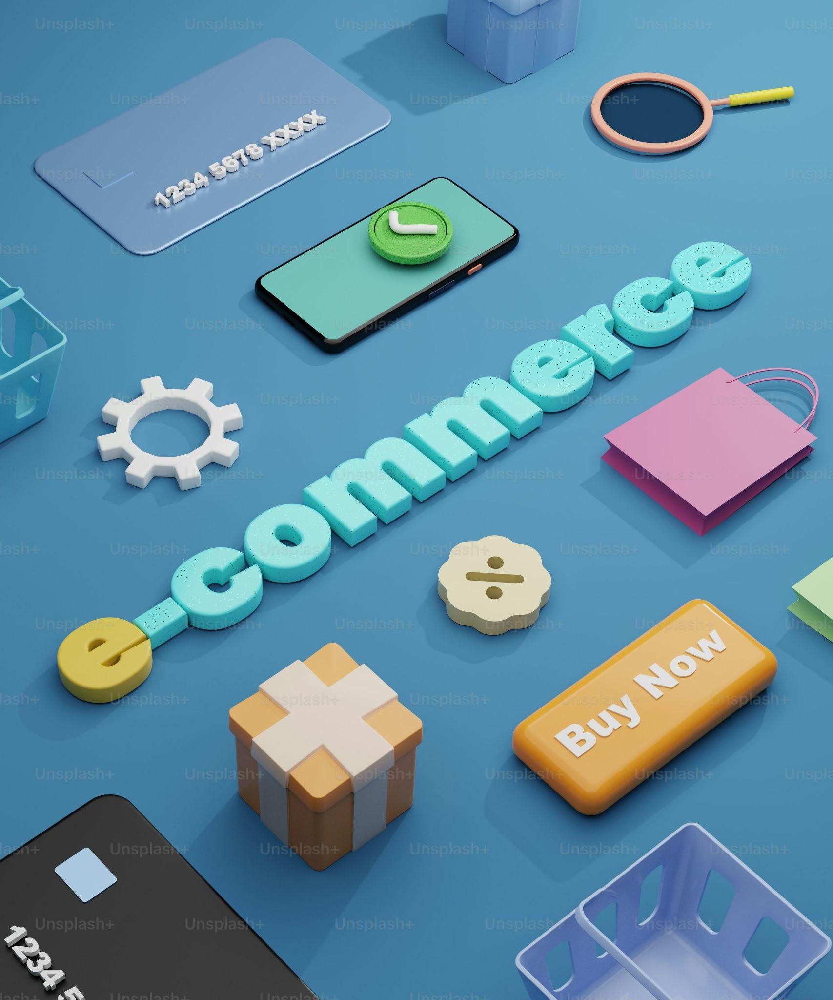 1234 5678 XXXX
e-commerce
Buy Now
1234 5
Unsplash+